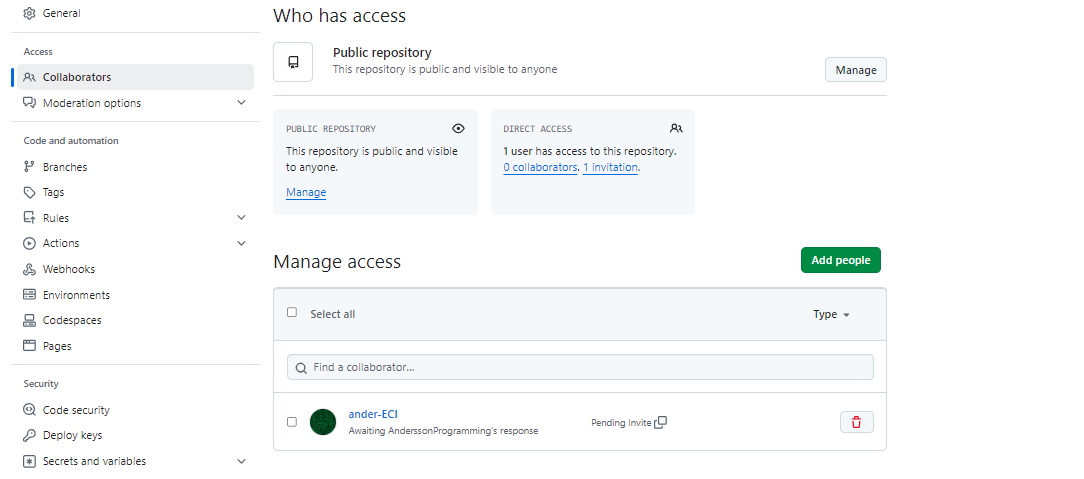 General
Access
Collaborators
Moderation options
Code and automation
Branches
Tags
Rules
Actions
Webhooks
Environments
Codespaces
Pages
Security
Code security
Deploy keys
Secrets and variables
Who has access
Public repository
This repository is public and visible to anyone
Manage
PUBLIC REPOSITORY
This repository is public and visible
to anyone.
Manage
DIRECT ACCESS
1 user has access to this repository.
0 collaborators. 1 invitation.
Manage access
Add people
Select all
Type
Find a collaborator...
ander-ECI
Awaiting AnderssonProgramming's response
Pending Invite